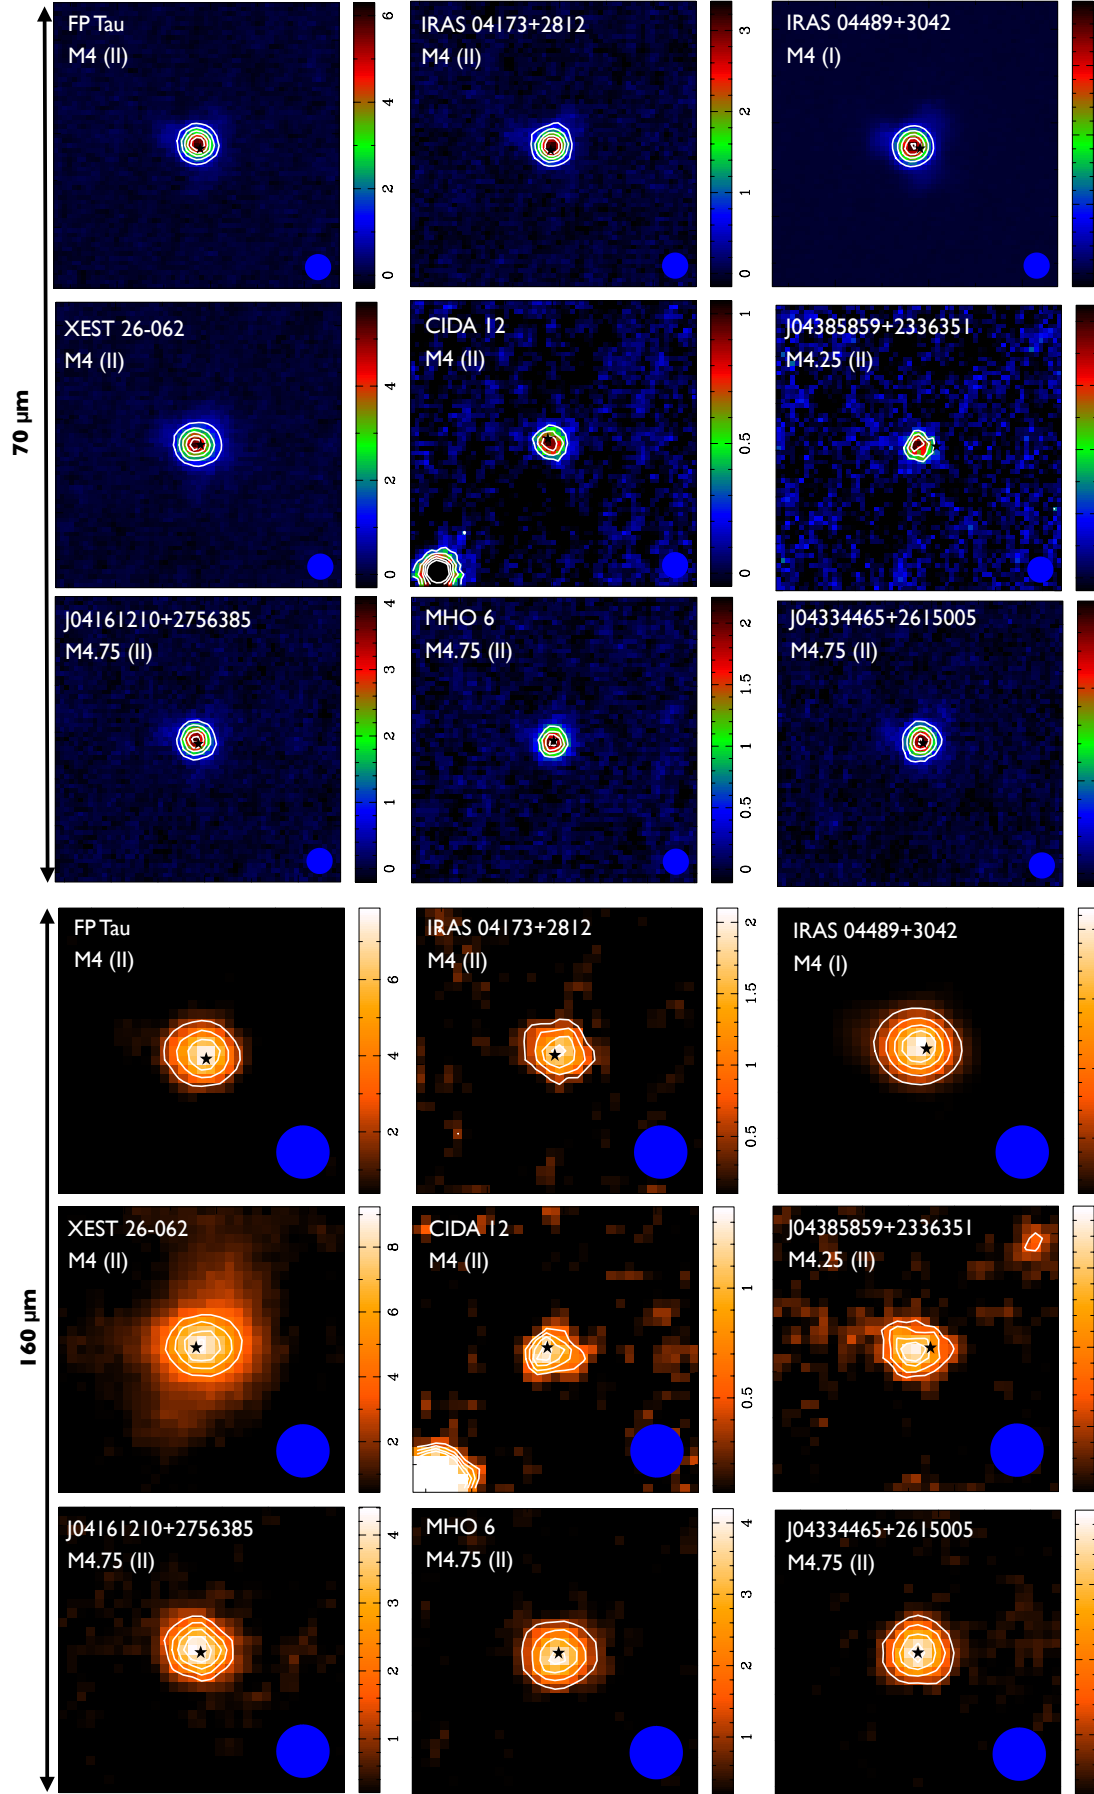 70 µm
FP Tau
M4 (II)
0 2 4 6
IRAS 04173+2812
M4 (II)
0 1 2 3
IRAS 04489+3042
M4 (I)
XEST 26-062
M4 (II)
0 2 4
CIDA 12
M4 (II)
0 0.5 1
J04385859+2336351
M4.25 (II)
J04161210+2756385
M4.75 (II)
0 1 2 3 4
MHO 6
M4.75 (II)
0 0.5 1 1.5 2
J04334465+2615005
M4.75 (II)
160 µm
FP Tau
M4 (II)
2 4 6
IRAS 04173+2812
M4 (II)
0.5 1 1.5 2
IRAS 04489+3042
M4 (I)
XEST 26-062
M4 (II)
2 4 6 8
CIDA 12
M4 (II)
0.5 1
J04385859+2336351
M4.25 (II)
J04161210+2756385
M4.75 (II)
1 2 3 4
MHO 6
M4.75 (II)
1 2 3 4
J04334465+2615005
M4.75 (II)